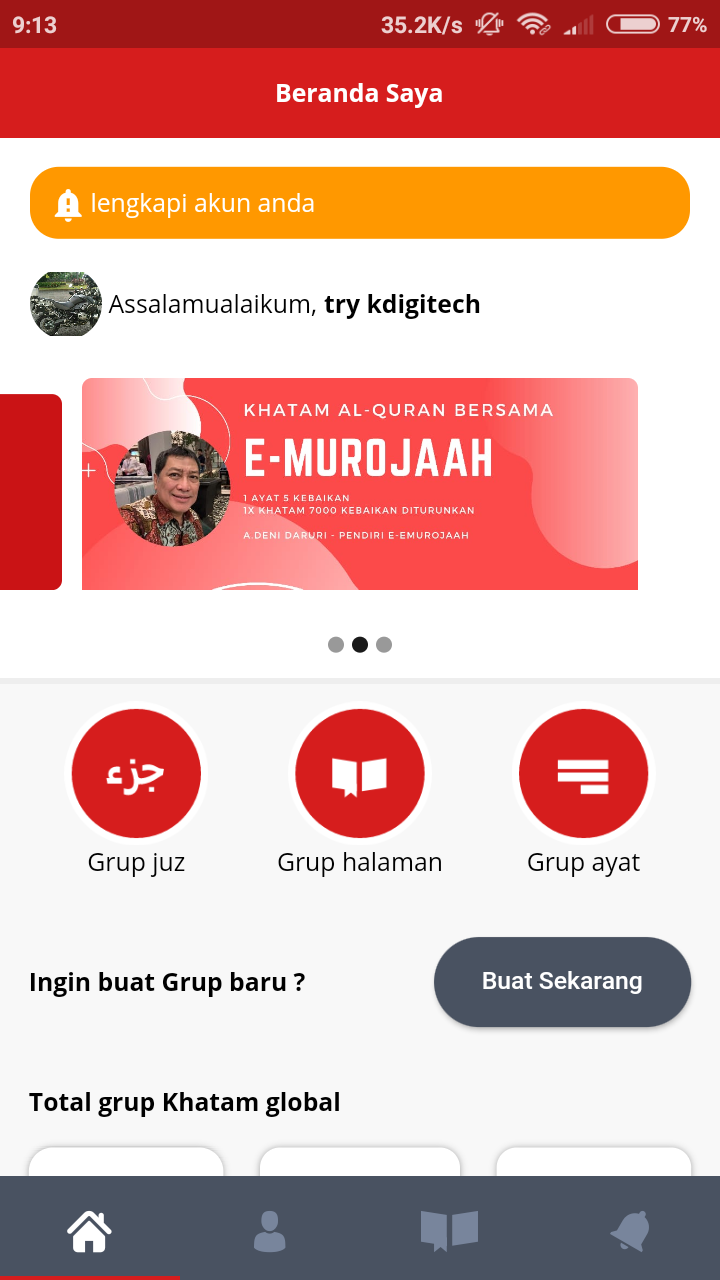 9:13 35.2K/s 77%
Beranda Saya
lengkapi akun anda
Assalamualaikum, try kdigitech
KHATAM AL-QURAN BERSAMA
E-MUROJAAH
1 AYAT 5 KEBAIKAN
1X KHATAM 7000 KEBAIKAN DITURUNKAN
A.DENI DARURI - PENDIRI E-EMUROJAAH
جزء
Grup juz Grup halaman Grup ayat
Ingin buat Grup baru ? Buat Sekarang
Total grup Khatam global